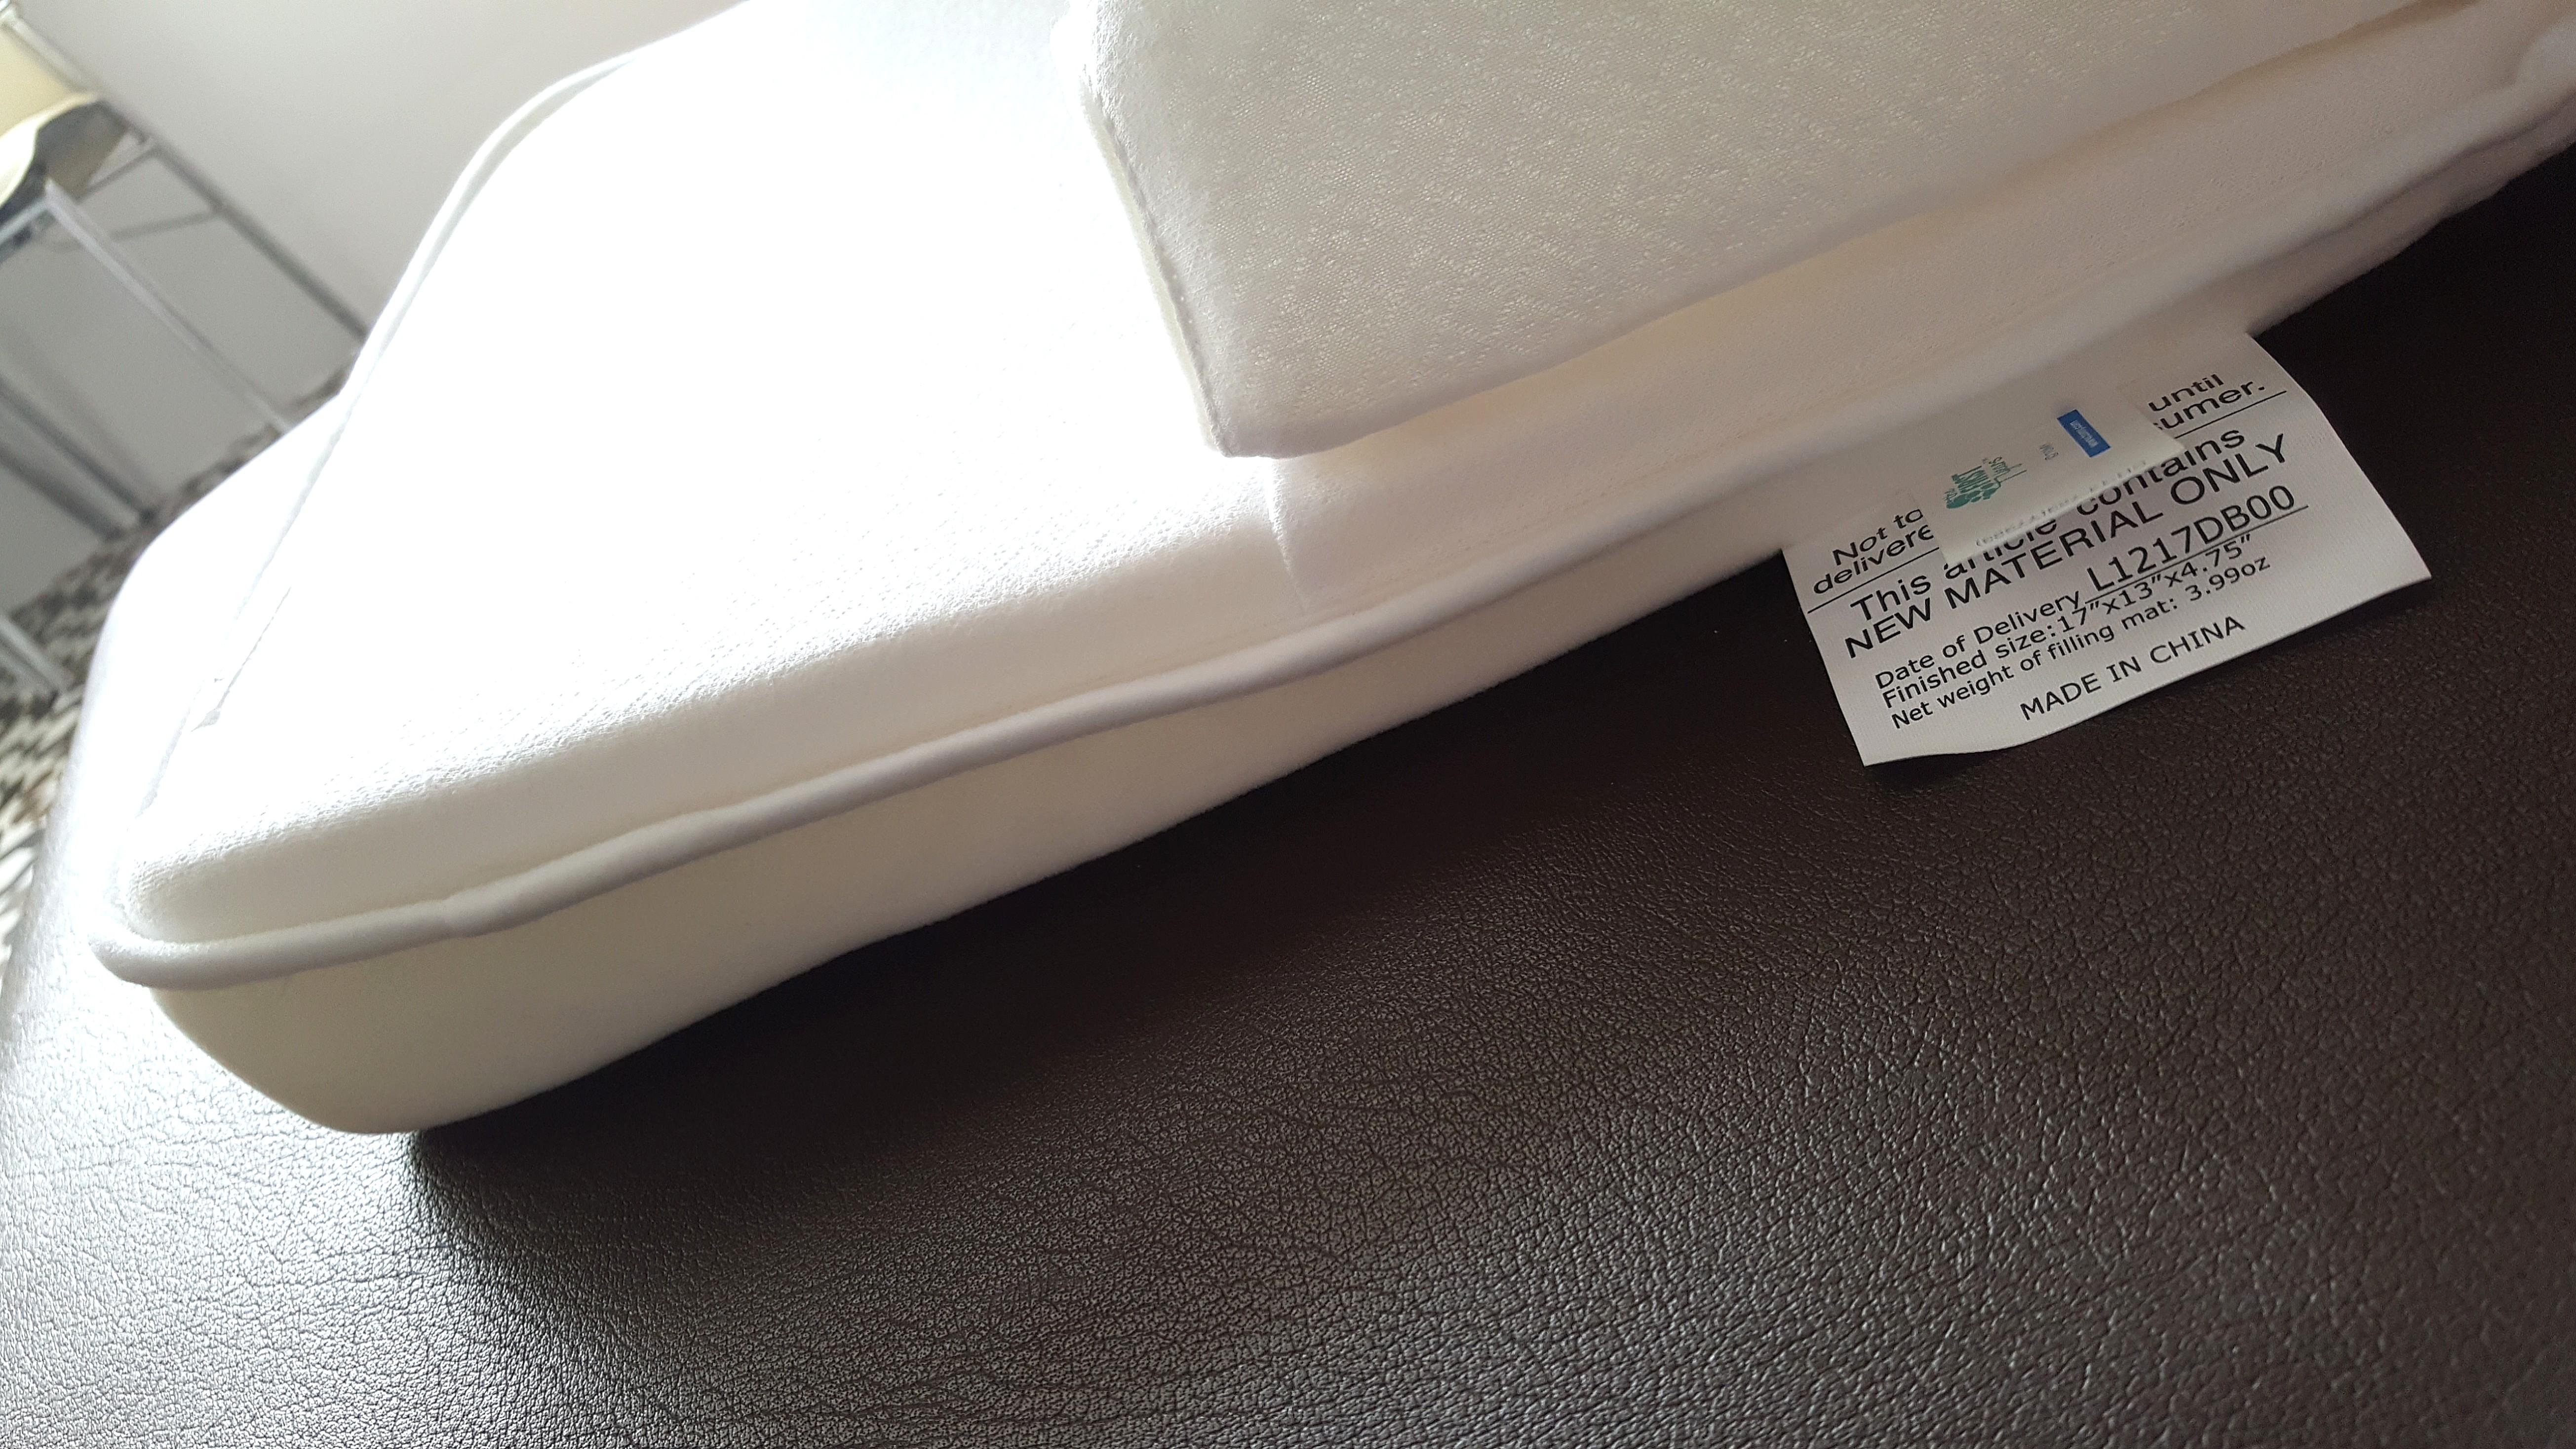 Not to until
delivere umer.
This article contains
NEW MATERIAL ONLY
Date of Delivery L1217DB00
Finished size:17"x13"x4.75"
Net weight of filling mat: 3.99oz
MADE IN CHINA